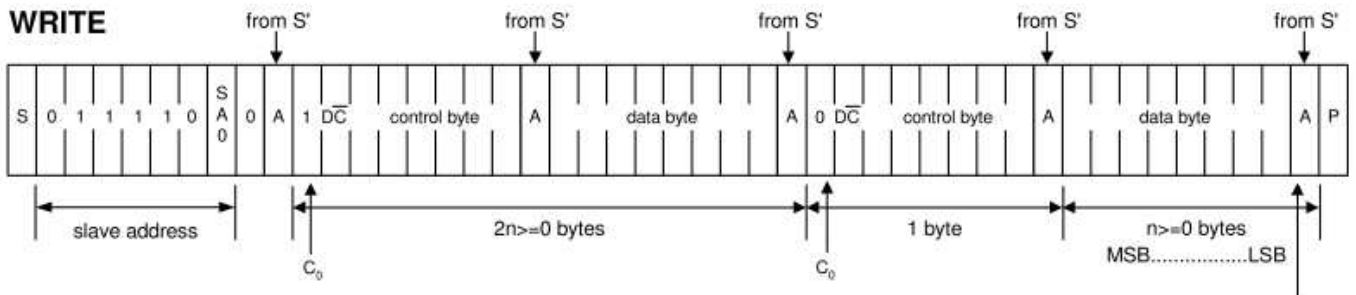 WRITE
from S' from S' from S' from S' from S'
S 0 1 1 1 1 0 SA0 0 A 1 DC̅ control byte A data byte A 0 DC̅ control byte A data byte A P
slave address 2n>=0 bytes 1 byte n>=0 bytes
MSB..................LSB
C₀ C₀